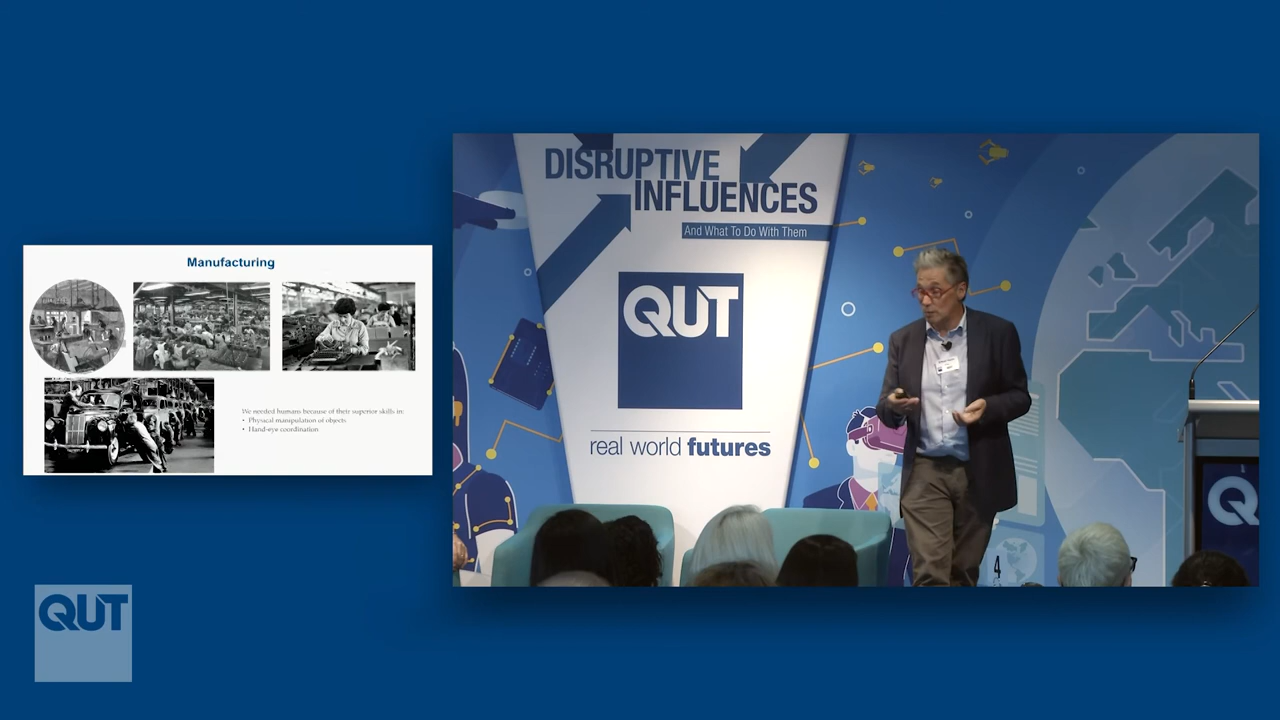 Manufacturing
We needed humans because of their superior skills in:
• Physical manipulation of objects
• Hand-eye coordination
QUT
DISRUPTIVE
INFLUENCES
And What To Do With Them
QUT
real world futures
4
QUT